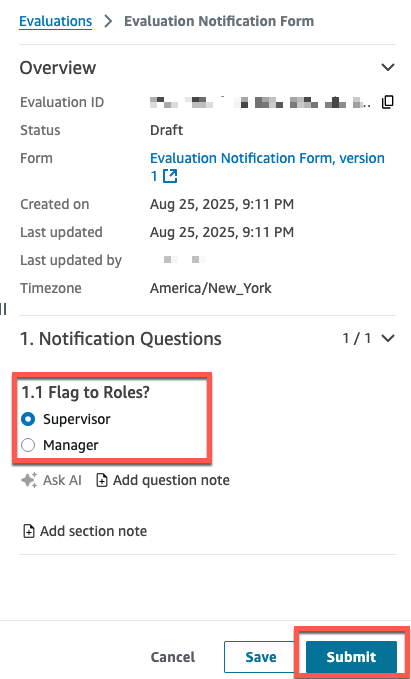 Evaluations > Evaluation Notification Form
Overview
Evaluation ID
Status Draft
Form Evaluation Notification Form, version
1
Created on Aug 25, 2025, 9:11 PM
Last updated Aug 25, 2025, 9:11 PM
Last updated by
Timezone America/New_York
1. Notification Questions 1 / 1
1.1 Flag to Roles?
Supervisor
Manager
Ask AI Add question note
Add section note
Cancel Save Submit